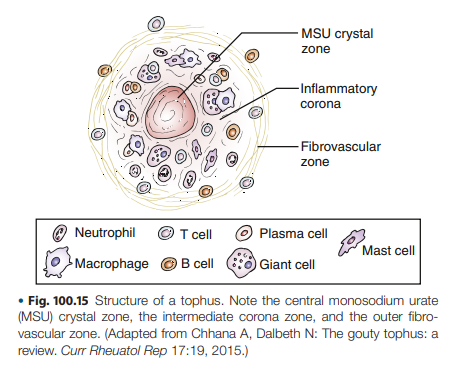 MSU crystal
zone
Inflammatory
corona
Fibrovascular
zone
Neutrophil
T cell
Plasma cell
Mast cell
Macrophage
B cell
Giant cell
• Fig. 100.15 Structure of a tophus. Note the central monosodium urate
(MSU) crystal zone, the intermediate corona zone, and the outer fibro-
vascular zone. (Adapted from Chhana A, Dalbeth N: The gouty tophus: a
review. Curr Rheuatol Rep 17:19, 2015.)